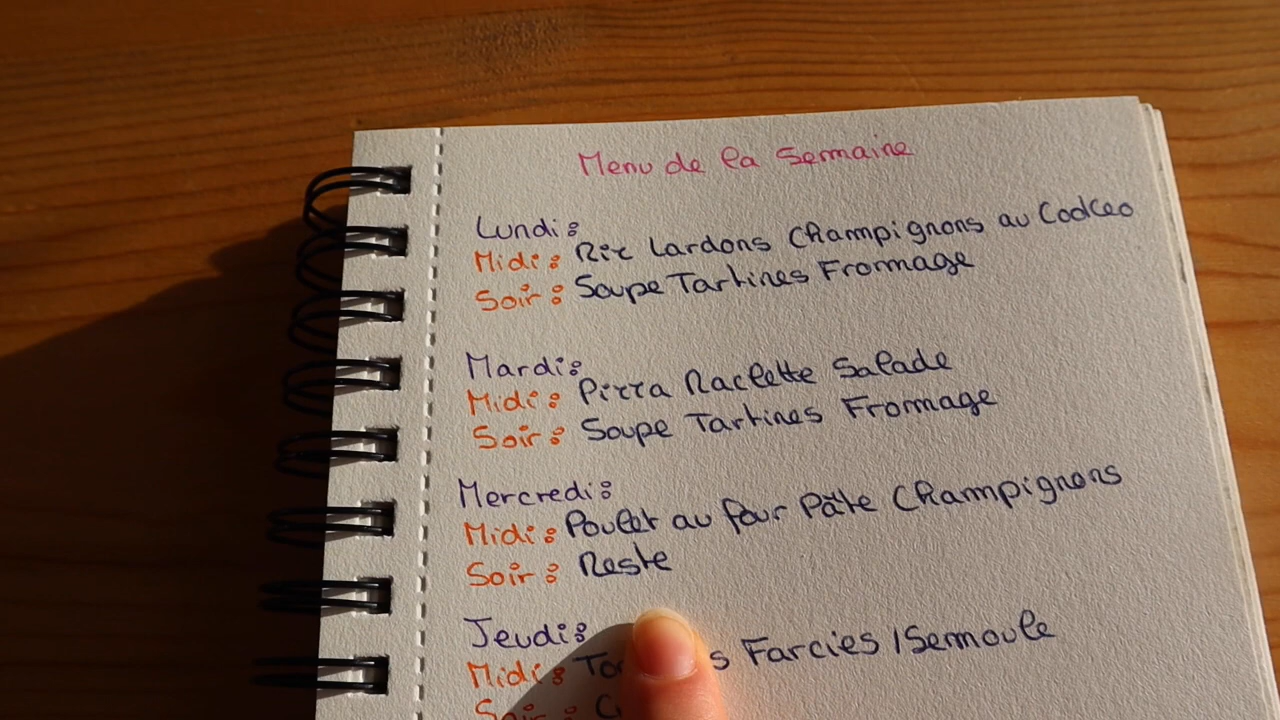 Menu de la Semaine
Lundi:
Midi: Riz Lardons Champignons au Cookeo
Soir: Soupe Tartines Fromage
Mardi:
Midi: Pizza Raclette Salade
Soir: Soupe Tartines Fromage
Mercredi:
Midi: Poulet au four Pâte Champignons
Soir: Reste
Jeudi:
Midi: Farcies / Semoule
Soir: